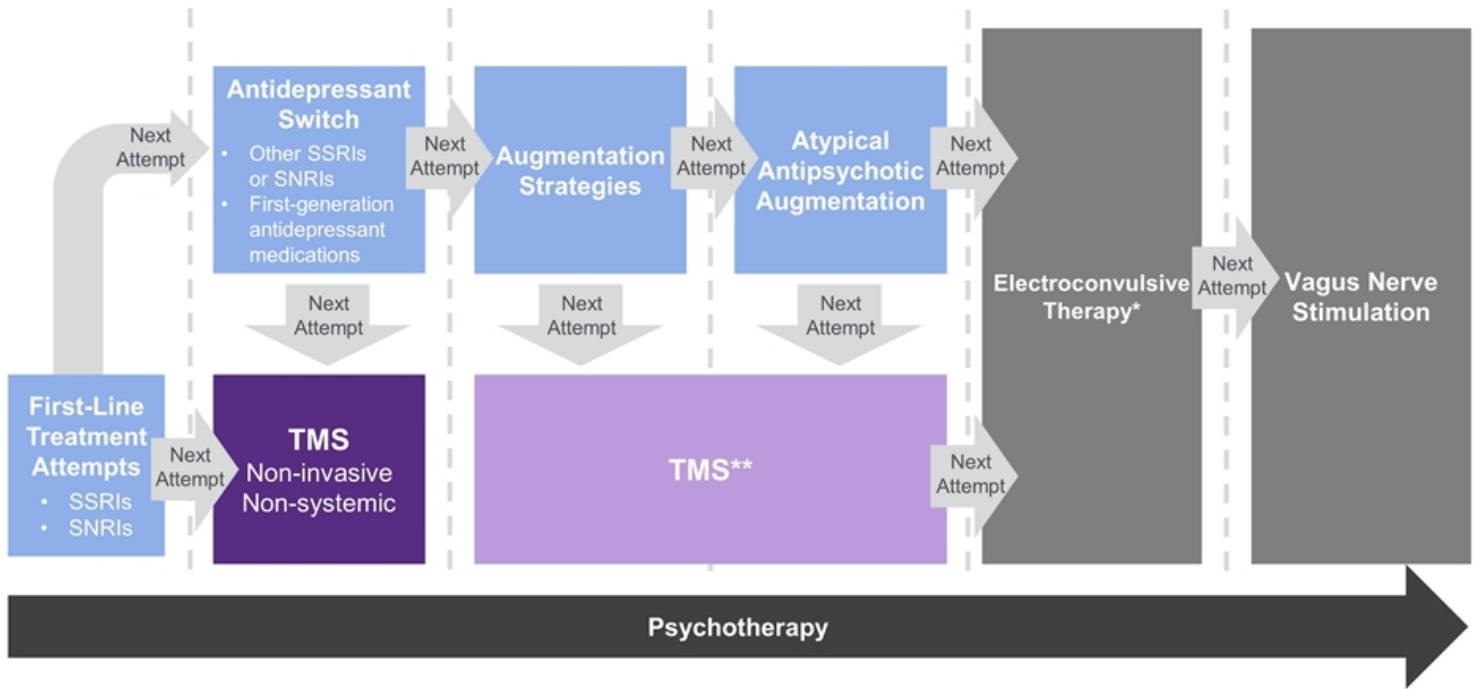 Next
Attempt
Antidepressant
Switch
• Other SSRIs
or SNRIs
• First-generation
antidepressant
medications
Next
Attempt
Augmentation
Strategies
Next
Attempt
Atypical
Antipsychotic
Augmentation
Next
Attempt
Next
Attempt
Next
Attempt
Next
Attempt
First-Line
Treatment
Attempts
• SSRIs
• SNRIs
Next
Attempt
TMS
Non-invasive
Non-systemic
TMS**
Next
Attempt
Electroconvulsive
Therapy*
Next
Attempt
Vagus Nerve
Stimulation
Psychotherapy